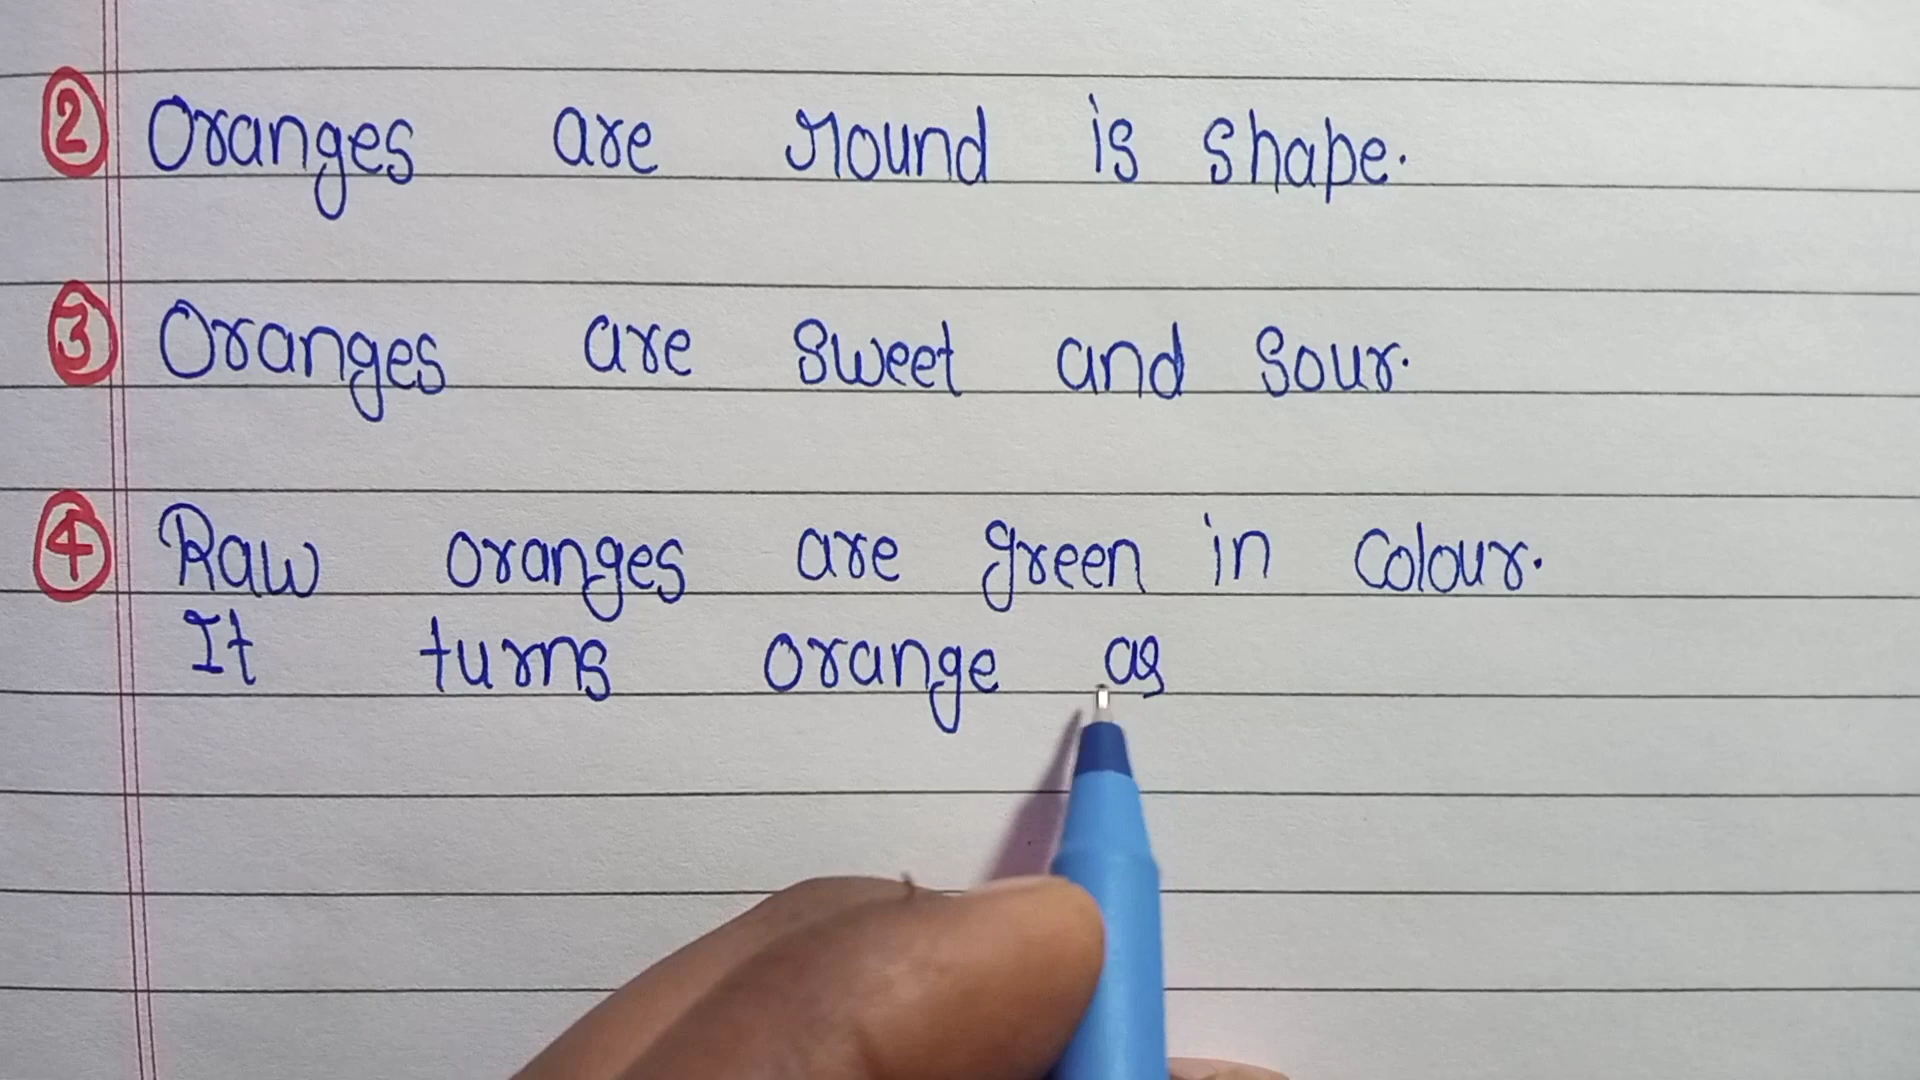 2 Oranges are round is shape.
3 Oranges are sweet and sour.
4 Raw oranges are green in colour.
It turns orange as